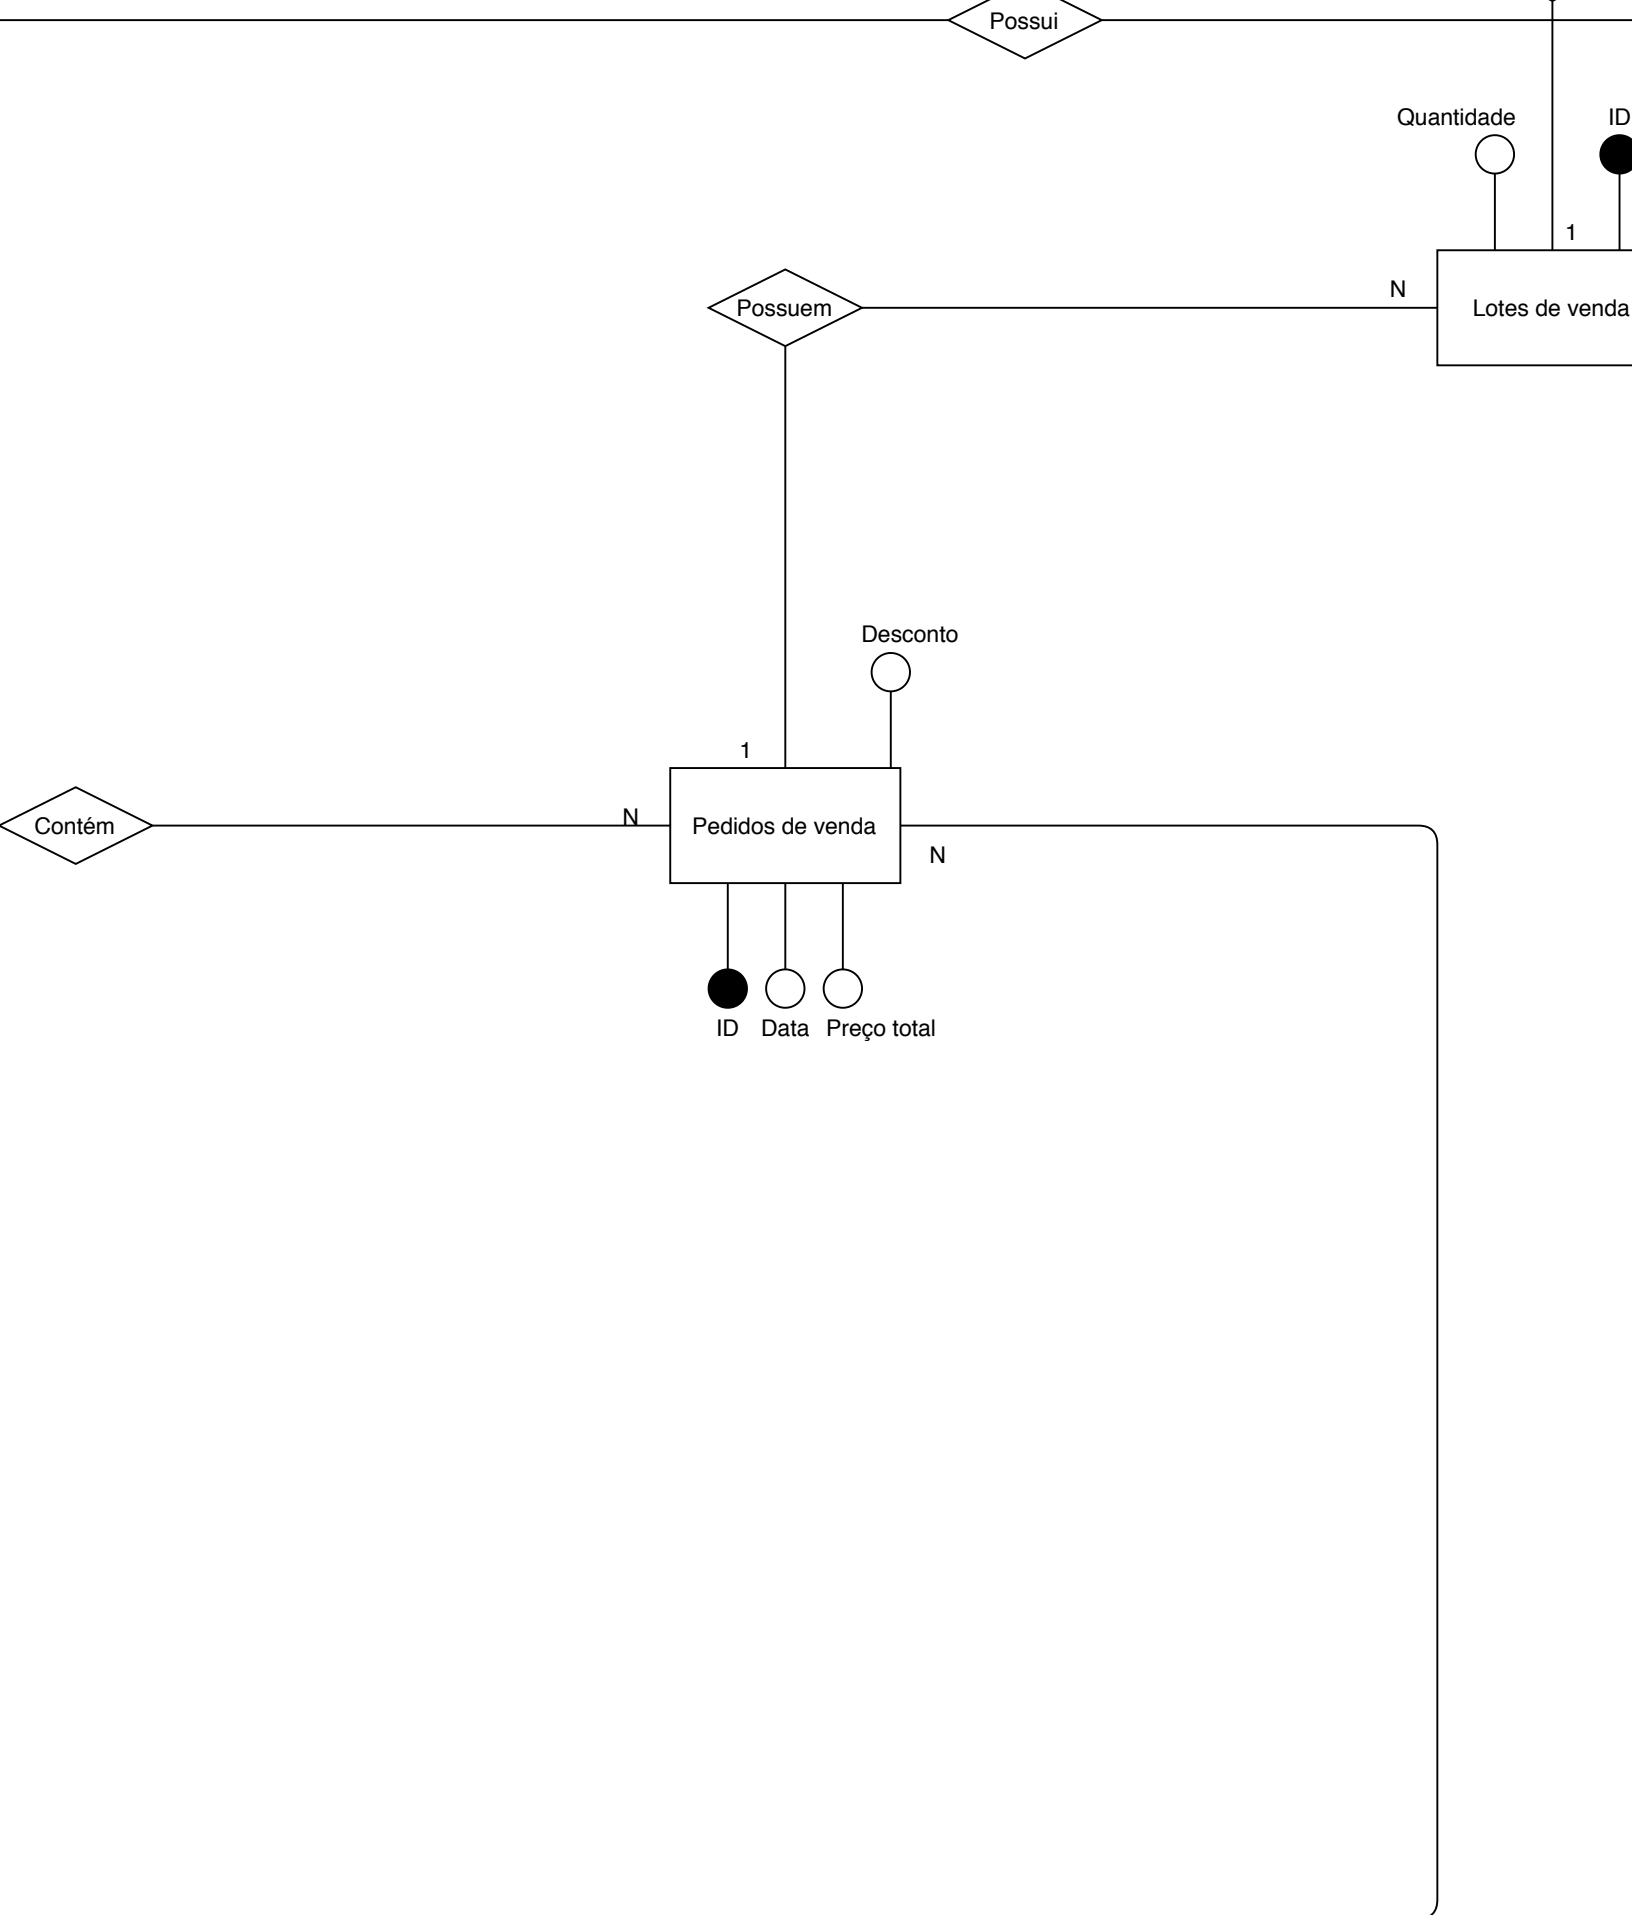 Possui
Quantidade
ID
1
N
Possuem
Lotes de venda
Desconto
1
N
Contém
Pedidos de venda
N
ID
Data
Preço total